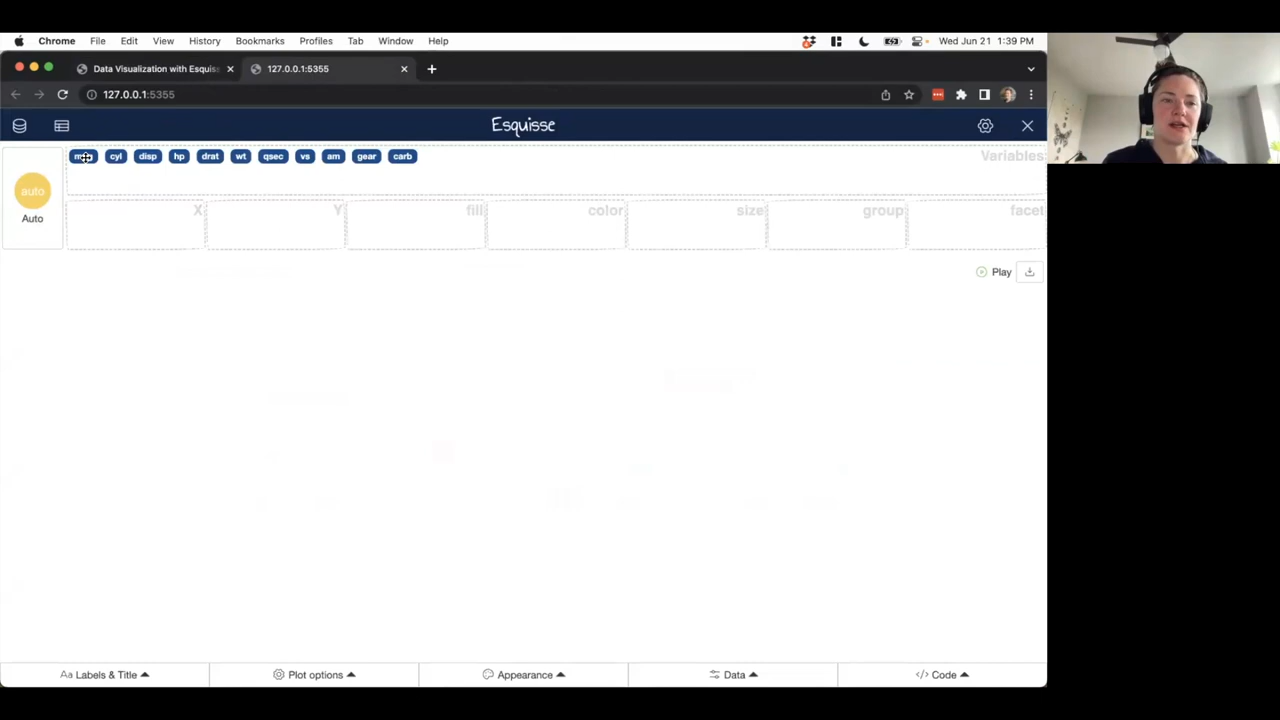 Chrome File Edit View History Bookmarks Profiles Tab Window Help Wed Jun 21 1:39 PM
Data Visualization with Esquiss 127.0.0.1:5355
127.0.0.1:5355
Esquisse
cyl disp hp drat wt qsec vs am gear carb Variables
auto
Auto
X Y fill color size group facet
Play
Aa Labels & Title Plot options Appearance Data </> Code